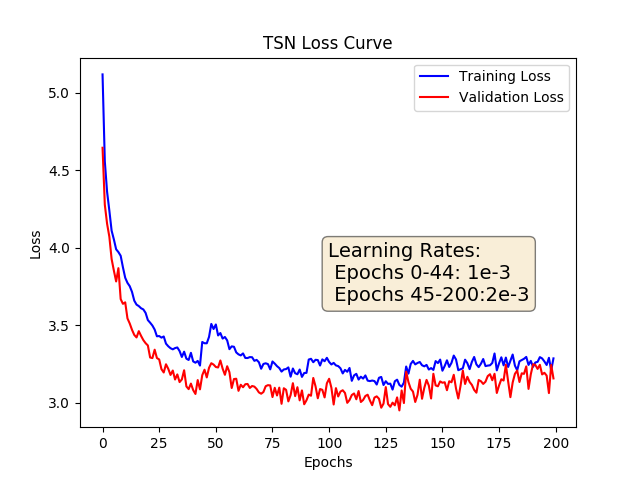 TSN Loss Curve
Training Loss
Validation Loss
5.0
4.5
4.0
3.5
3.0
Loss
Learning Rates:
Epochs 0-44: 1e-3
Epochs 45-200:2e-3
0
25
50
75
100
125
150
175
200
Epochs